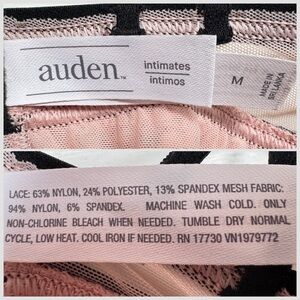 auden™
intimates
intimos
M
MADE IN
SRI LANKA
LACE: 63% NYLON, 24% POLYESTER, 13% SPANDEX MESH FABRIC:
94% NYLON, 6% SPANDEX. MACHINE WASH COLD. ONLY
NON-CHLORINE BLEACH WHEN NEEDED. TUMBLE DRY NORMAL
CYCLE, LOW HEAT. COOL IRON IF NEEDED. RN 17730 VN1979772